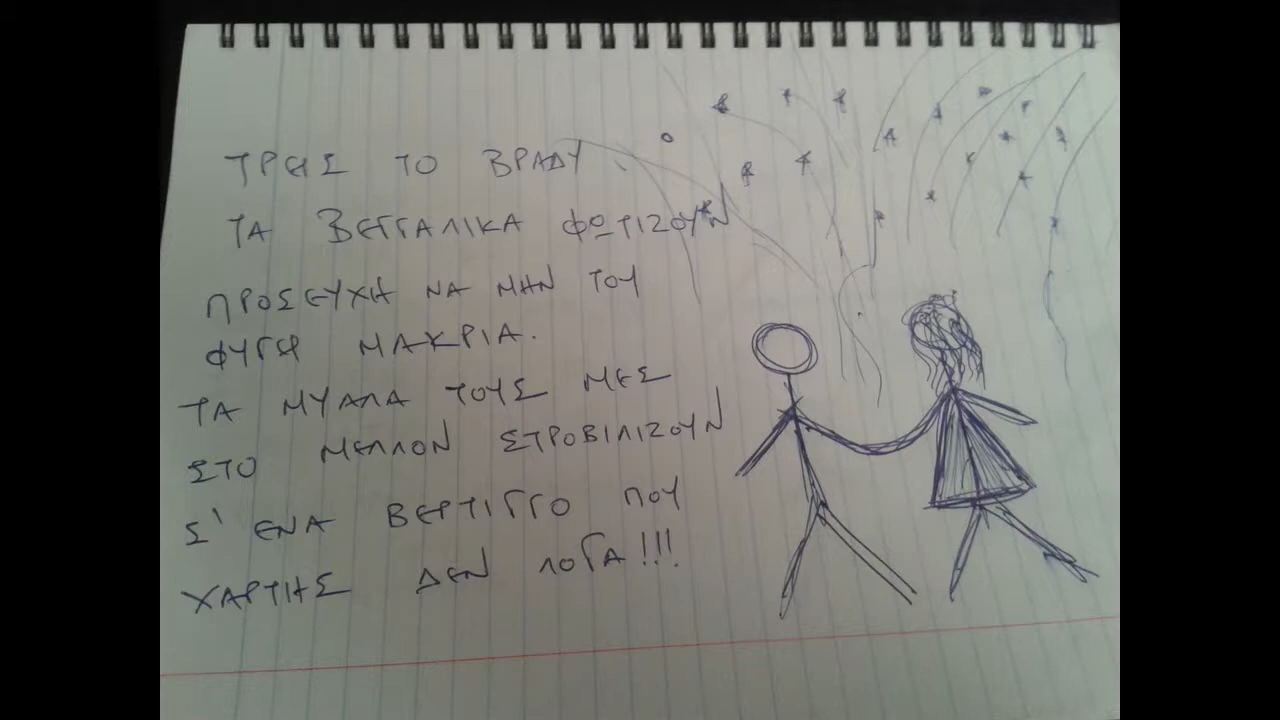 ΤΡΕΙΣ ΤΟ ΒΡΑΔΥ
ΤΑ ΒΕΓΓΑΛΙΚΑ ΦΩΤΙΖΟΥΝ
ΠΡΟΣΕΥΧΗ ΝΑ ΜΗΝ ΤΟΥ
ΦΥΓΕΙ ΜΑΚΡΙΑ.
ΤΑ ΜΥΑΛΑ ΤΟΥΣ ΜΕΣ
ΣΤΟ ΜΕΛΛΟΝ ΣΤΡΟΒΙΛΙΖΟΥΝ
Σ' ΕΝΑ ΒΕΡΤΙΓΓΟ ΠΟΥ
ΧΑΡΤΗΣ ΔΕΝ ΛΟΓΑ!!!